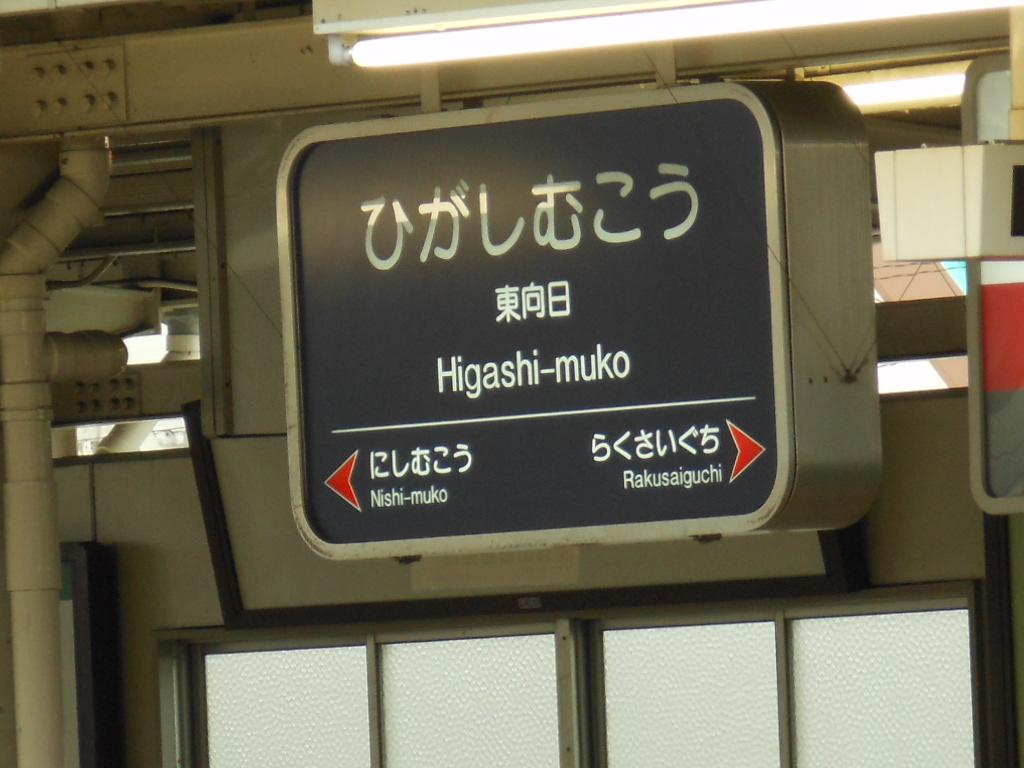 ひがしむこう
東向日
Higashi-muko
にしむこう
Nishi-muko
らくさいぐち
Rakusaiguchi